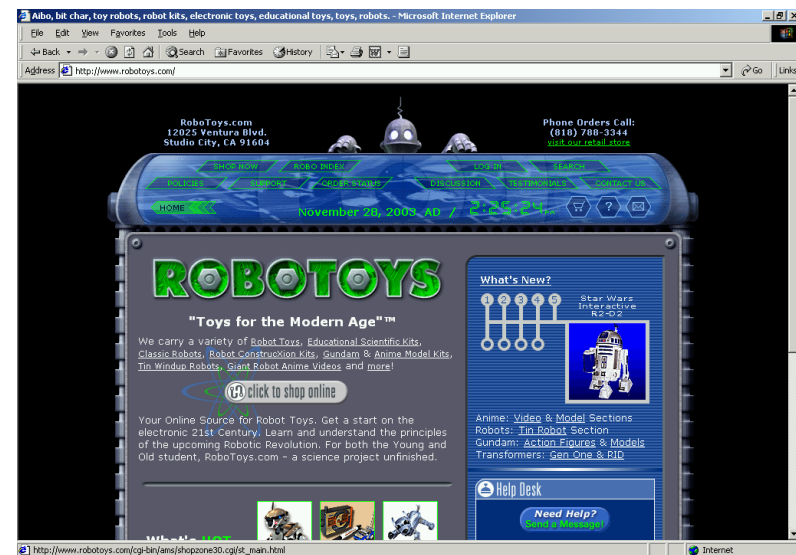 Aibo, bit char, toy robots, robot kits, electronic toys, educational toys, toys, robots. - Microsoft Internet Explorer
File Edit View Favorites Tools Help
Back Search Favorites History
Address http://www.robotoys.com/ Go Links
RoboToys.com
12025 Ventura Blvd.
Studio City, CA 91604
Phone Orders Call:
(818) 788-3344
visit our retail store
SHOP NOW ROBO INDEX LOG IN SEARCH
POLICIES SUPPORT ORDER STATUS DISCUSSION TESTIMONIALS CONTACT US
HOME November 28, 2003, AD / 2:25:24
ROBOTOYS
"Toys for the Modern Age"™
We carry a variety of Robot Toys, Educational Scientific Kits,
Classic Robots, Robot ConstrucXion Kits, Gundam & Anime Model Kits,
Tin Windup Robots, Giant Robot Anime Videos and more!
click to shop online
Your Online Source for Robot Toys. Get a start on the
electronic 21st Century. Learn and understand the principles
of the upcoming Robotic Revolution. For both the Young and
Old student, RoboToys.com - a science project unfinished.
What's HOT
What's New?
1 2 3 4 5
Star Wars
Interactive
R2-D2
Anime: Video & Model Sections
Robots: Tin Robot Section
Gundam: Action Figures & Models
Transformers: Gen One & RID
Help Desk
Need Help?
Send a Message!
http://www.robotoys.com/cgi-bin/ams/shopzone30.cgi/st_main.html Internet